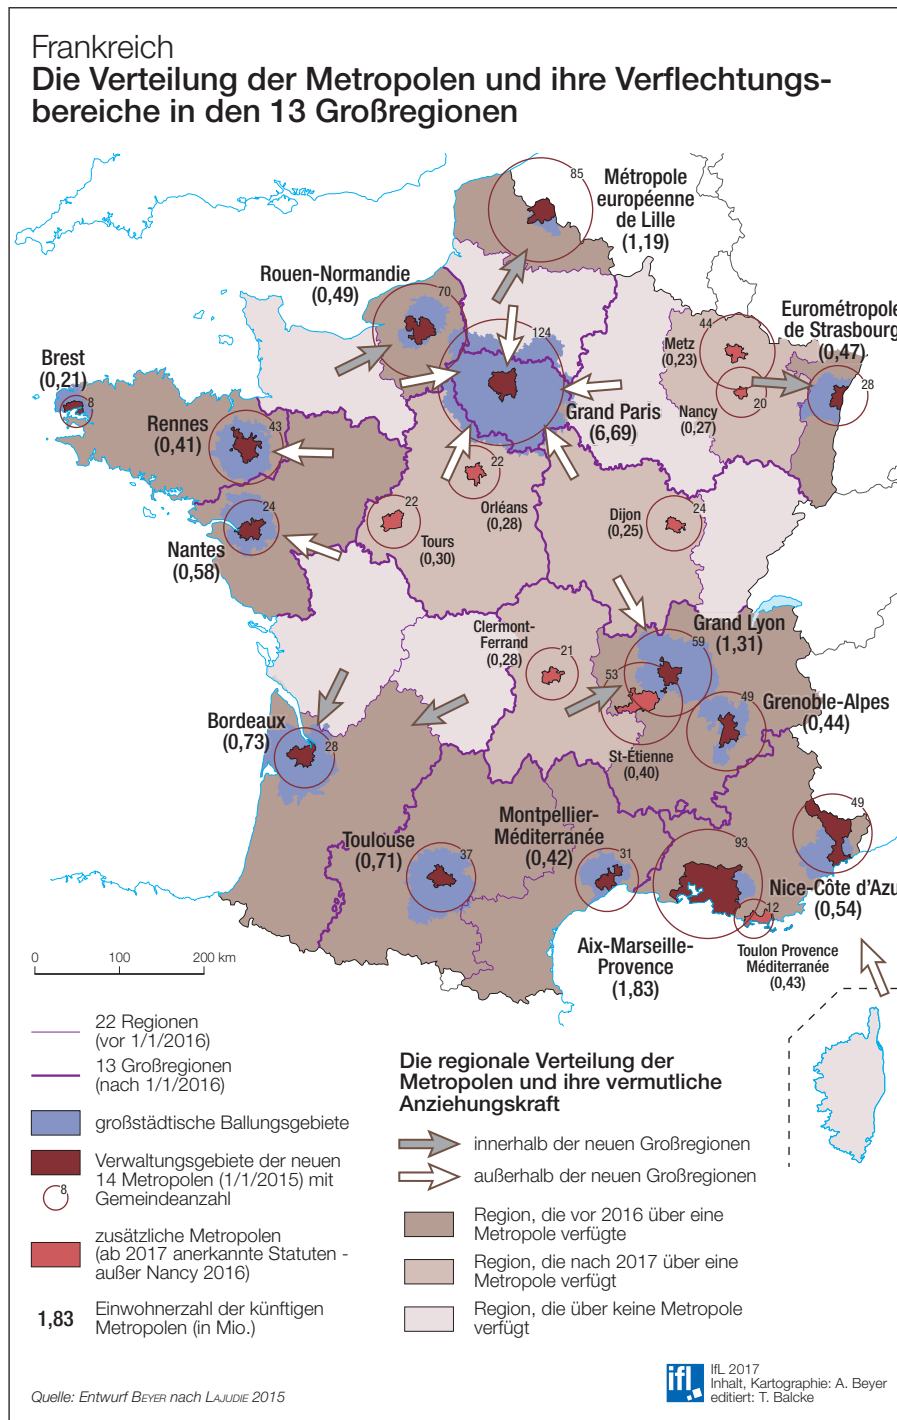 Frankreich
Die Verteilung der Metropolen und ihre Verflechtungs-
bereiche in den 13 Großregionen
85
Métropole
européenne
de Lille
(1,19)
Rouen-Normandie
(0,49)
70
124
44
Metz
(0,23)
Eurométropole
de Strasbourg
(0,47)
28
Brest
(0,21)
8
Nancy
(0,27)
20
Grand Paris
(6,69)
Rennes
(0,41)
43
22
Orléans
(0,28)
24
Nantes
(0,58)
22
Tours
(0,30)
Dijon
(0,25)
24
Clermont-
Ferrand
(0,28)
21
Grand Lyon
(1,31)
59
53
St-Étienne
(0,40)
49
Grenoble-Alpes
(0,44)
Bordeaux
(0,73)
28
Toulouse
(0,71)
37
Montpellier-
Méditerranée
(0,42)
31
93
49
Nice-Côte d'Azu
(0,54)
12
Toulon Provence
Méditerranée
(0,43)
Aix-Marseille-
Provence
(1,83)
0 100 200 km
22 Regionen
(vor 1/1/2016)
13 Großregionen
(nach 1/1/2016)
großstädtische Ballungsgebiete
Verwaltungsgebiete der neuen
14 Metropolen (1/1/2015) mit
Gemeindeanzahl
8
zusätzliche Metropolen
(ab 2017 anerkannte Statuten -
außer Nancy 2016)
1,83 Einwohnerzahl der künftigen
Metropolen (in Mio.)
Die regionale Verteilung der
Metropolen und ihre vermutliche
Anziehungskraft
innerhalb der neuen Großregionen
außerhalb der neuen Großregionen
Region, die vor 2016 über eine
Metropole verfügte
Region, die nach 2017 über eine
Metropole verfügt
Region, die über keine Metropole
verfügt
Quelle: Entwurf BEYER nach LAJUDIE 2015
ifl
IfL 2017
Inhalt, Kartographie: A. Beyer
editiert: T. Balcke